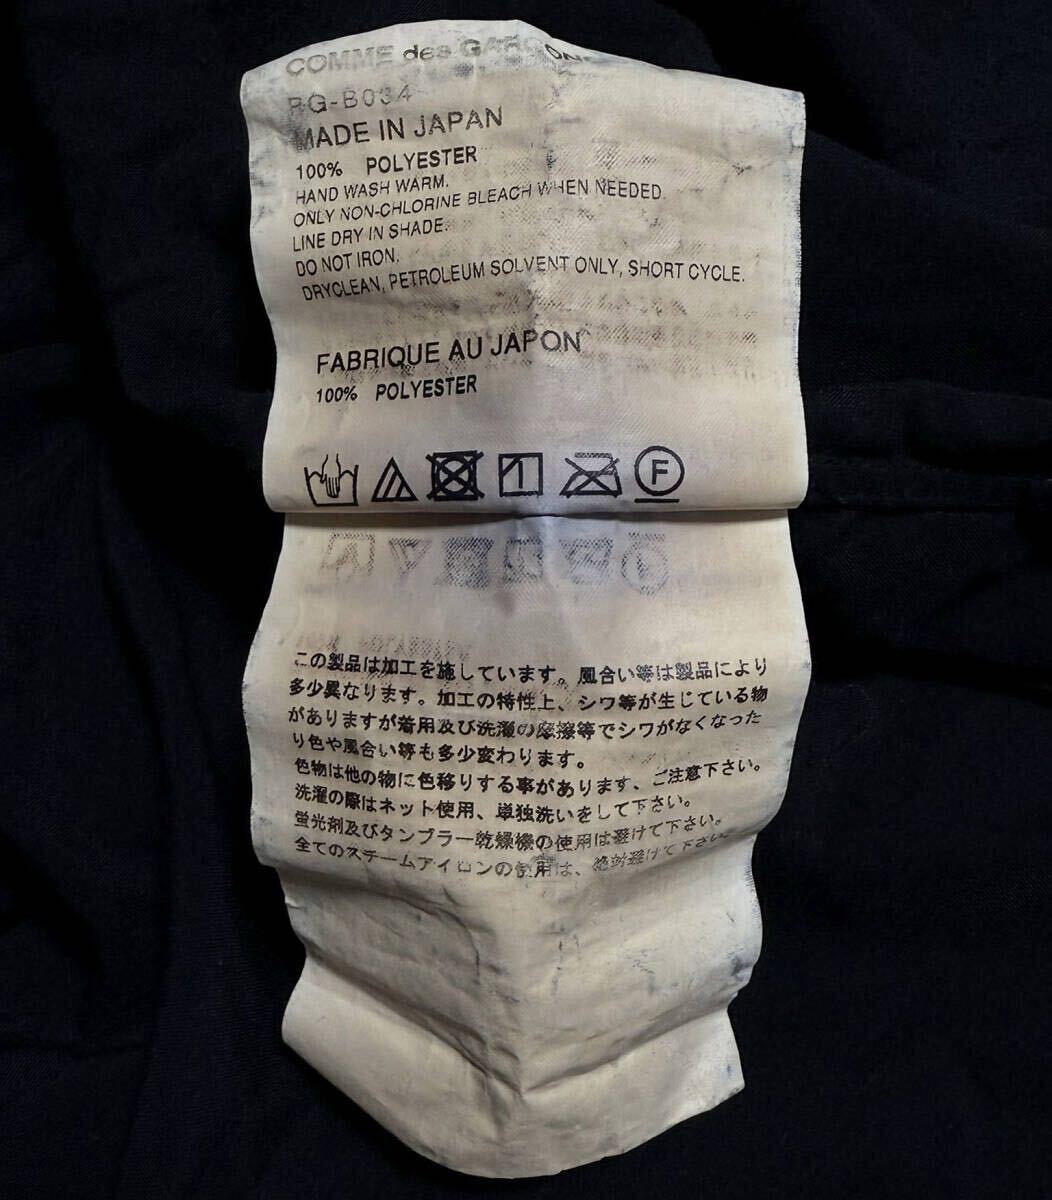 COMME des GARÇONS
RG-B034
MADE IN JAPAN
100% POLYESTER
HAND WASH WARM.
ONLY NON-CHLORINE BLEACH WHEN NEEDED.
LINE DRY IN SHADE.
DO NOT IRON.
DRYCLEAN, PETROLEUM SOLVENT ONLY, SHORT CYCLE.
FABRIQUE AU JAPON
100% POLYESTER
F
この製品は加工を施しています。風合い等は製品により
多少異なります。加工の特性上、シワ等が生じている物
がありますが着用及び洗濯の摩擦等でシワがなくなった
り色や風合い等も多少変わります。
色物は他の物に色移りする事があります、ご注意下さい。
洗濯の際はネット使用、単独洗いをして下さい。
蛍光剤及びタンブラー乾燥機の使用は避けて下さい。
全てのスチームアイロンの使用は、絶対避けて下さい。